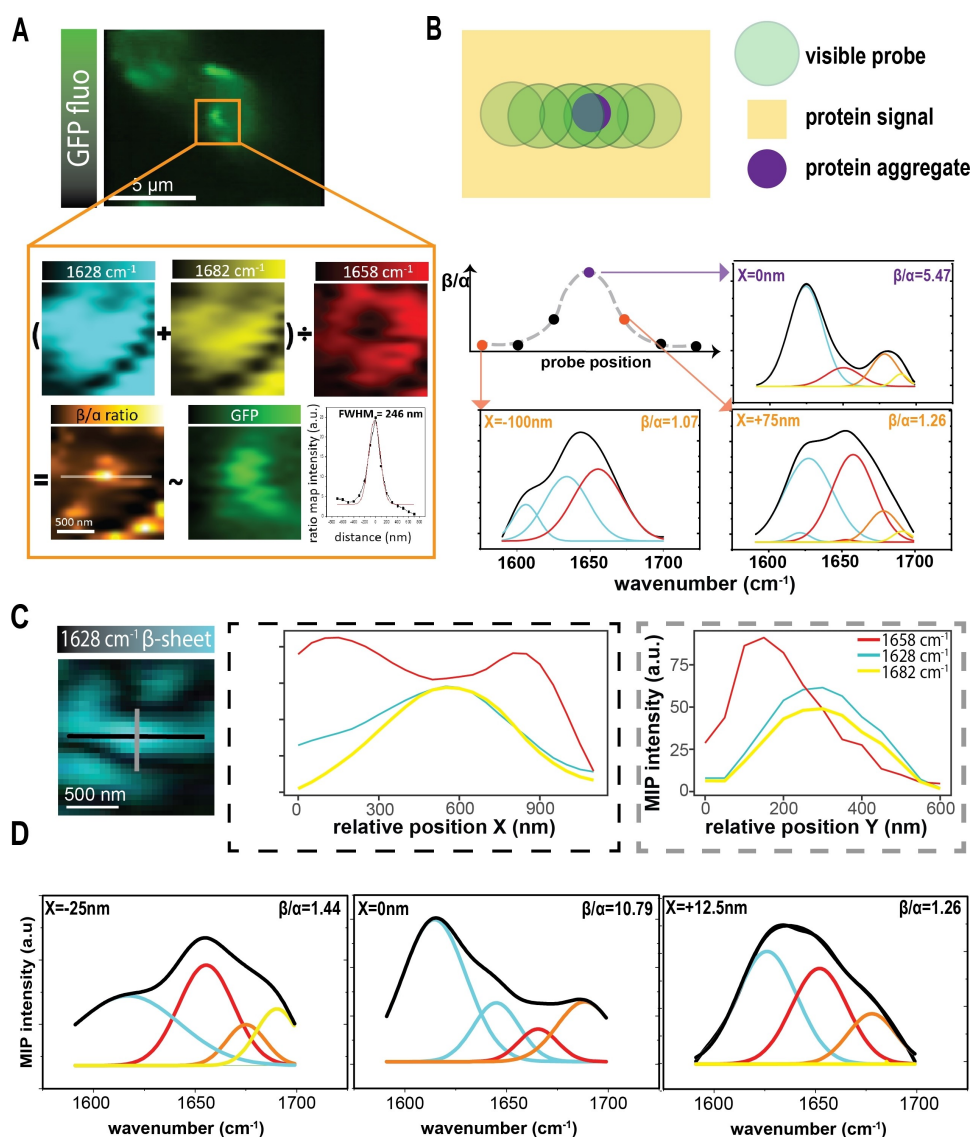 A
GFP fluo
5 µm
1628 cm-1
1682 cm-1
1658 cm-1
(
+
)÷
β/α ratio
GFP
=
500 nm
~
FWHM = 246 nm
ratio map intensity (a.u.)
distance (nm)
B
visible probe
protein signal
protein aggregate
β/α
probe position
X=0nm β/α=5.47
X=-100nm β/α=1.07
X=+75nm β/α=1.26
1600 1650 1700
1600 1650 1700
wavenumber (cm-1)
C
1628 cm-1 β-sheet
500 nm
0 300 600 900
relative position X (nm)
MIP intensity (a.u.)
75
50
25
0
1658 cm-1
1628 cm-1
1682 cm-1
0 200 400 600
relative position Y (nm)
D
MIP intensity (a.u)
X=-25nm β/α=1.44
1600 1650 1700
wavenumber (cm-1)
X=0nm β/α=10.79
1600 1650 1700
wavenumber (cm-1)
X=+12.5nm β/α=1.26
1600 1650 1700
wavenumber (cm-1)